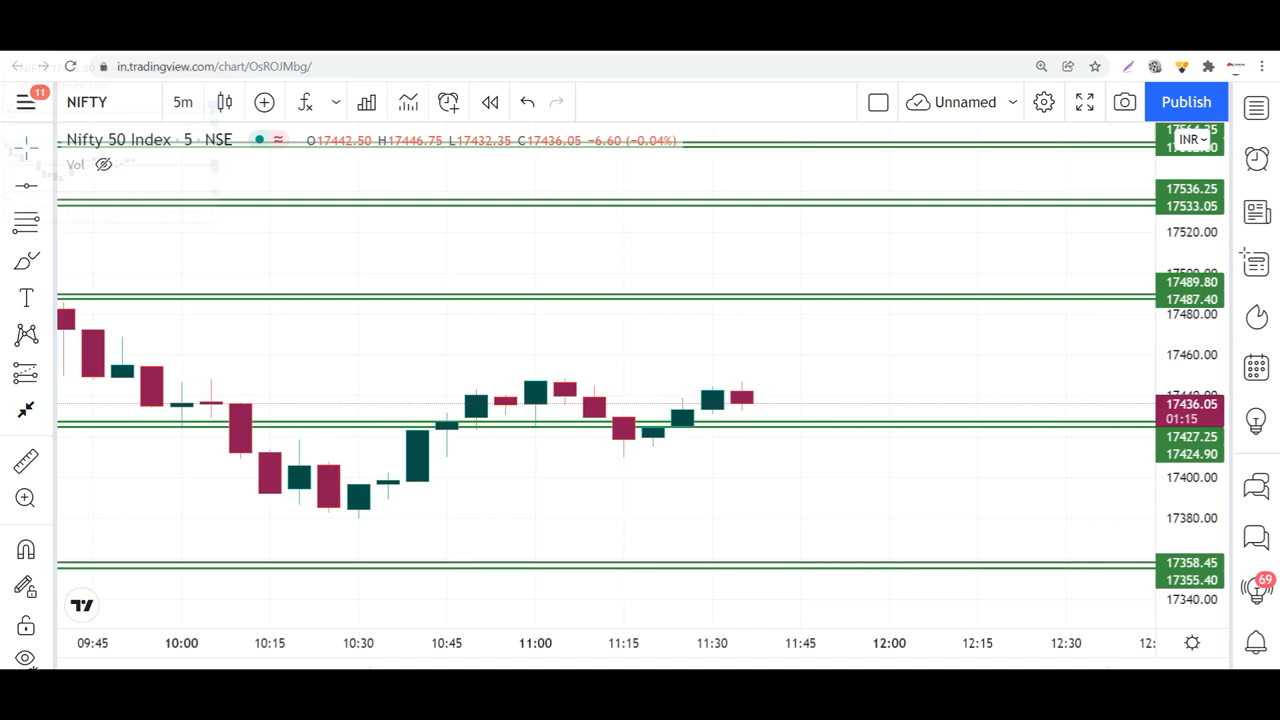 in.tradingview.com/chart/OsROJMbg/
11
NIFTY
5m
Unnamed
Publish
Nifty 50 Index · 5 · NSE
O17442.50 H17446.75 L17432.35 C17436.05 −6.60 (−0.04%)
Vol
INR
17536.25
17533.05
17520.00
17489.80
17487.40
17480.00
17460.00
17436.05
01:15
17427.25
17424.90
17400.00
17380.00
17358.45
17355.40
17340.00
69
09:45 10:00 10:15 10:30 10:45 11:00 11:15 11:30 11:45 12:00 12:15 12:30